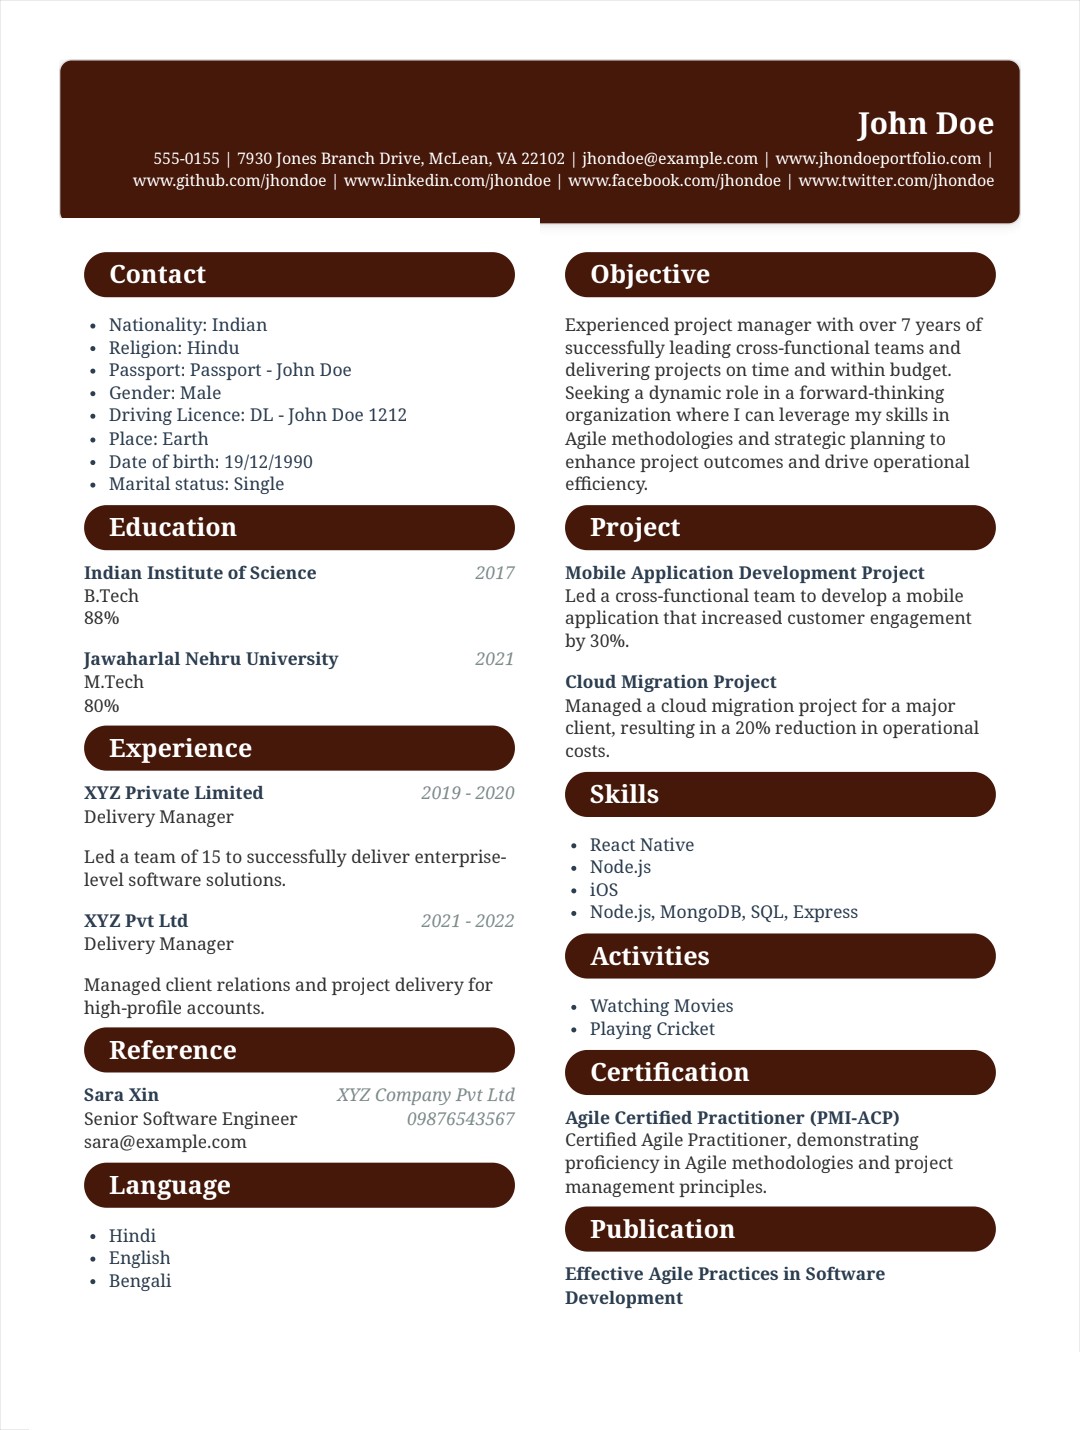 John Doe
555-0155 | 7930 Jones Branch Drive, McLean, VA 22102 | jhondoe@example.com | www.jhondoeportfolio.com |
www.github.com/jhondoe | www.linkedin.com/jhondoe | www.facebook.com/jhondoe | www.twitter.com/jhondoe
Contact
• Nationality: Indian
• Religion: Hindu
• Passport: Passport - John Doe
• Gender: Male
• Driving Licence: DL - John Doe 1212
• Place: Earth
• Date of birth: 19/12/1990
• Marital status: Single
Education
Indian Institute of Science 2017
B.Tech
88%
Jawaharlal Nehru University 2021
M.Tech
80%
Experience
XYZ Private Limited 2019 - 2020
Delivery Manager
Led a team of 15 to successfully deliver enterprise-
level software solutions.
XYZ Pvt Ltd 2021 - 2022
Delivery Manager
Managed client relations and project delivery for
high-profile accounts.
Reference
Sara Xin XYZ Company Pvt Ltd
Senior Software Engineer 09876543567
sara@example.com
Language
• Hindi
• English
• Bengali
Objective
Experienced project manager with over 7 years of
successfully leading cross-functional teams and
delivering projects on time and within budget.
Seeking a dynamic role in a forward-thinking
organization where I can leverage my skills in
Agile methodologies and strategic planning to
enhance project outcomes and drive operational
efficiency.
Project
Mobile Application Development Project
Led a cross-functional team to develop a mobile
application that increased customer engagement
by 30%.
Cloud Migration Project
Managed a cloud migration project for a major
client, resulting in a 20% reduction in operational
costs.
Skills
• React Native
• Node.js
• iOS
• Node.js, MongoDB, SQL, Express
Activities
• Watching Movies
• Playing Cricket
Certification
Agile Certified Practitioner (PMI-ACP)
Certified Agile Practitioner, demonstrating
proficiency in Agile methodologies and project
management principles.
Publication
Effective Agile Practices in Software
Development